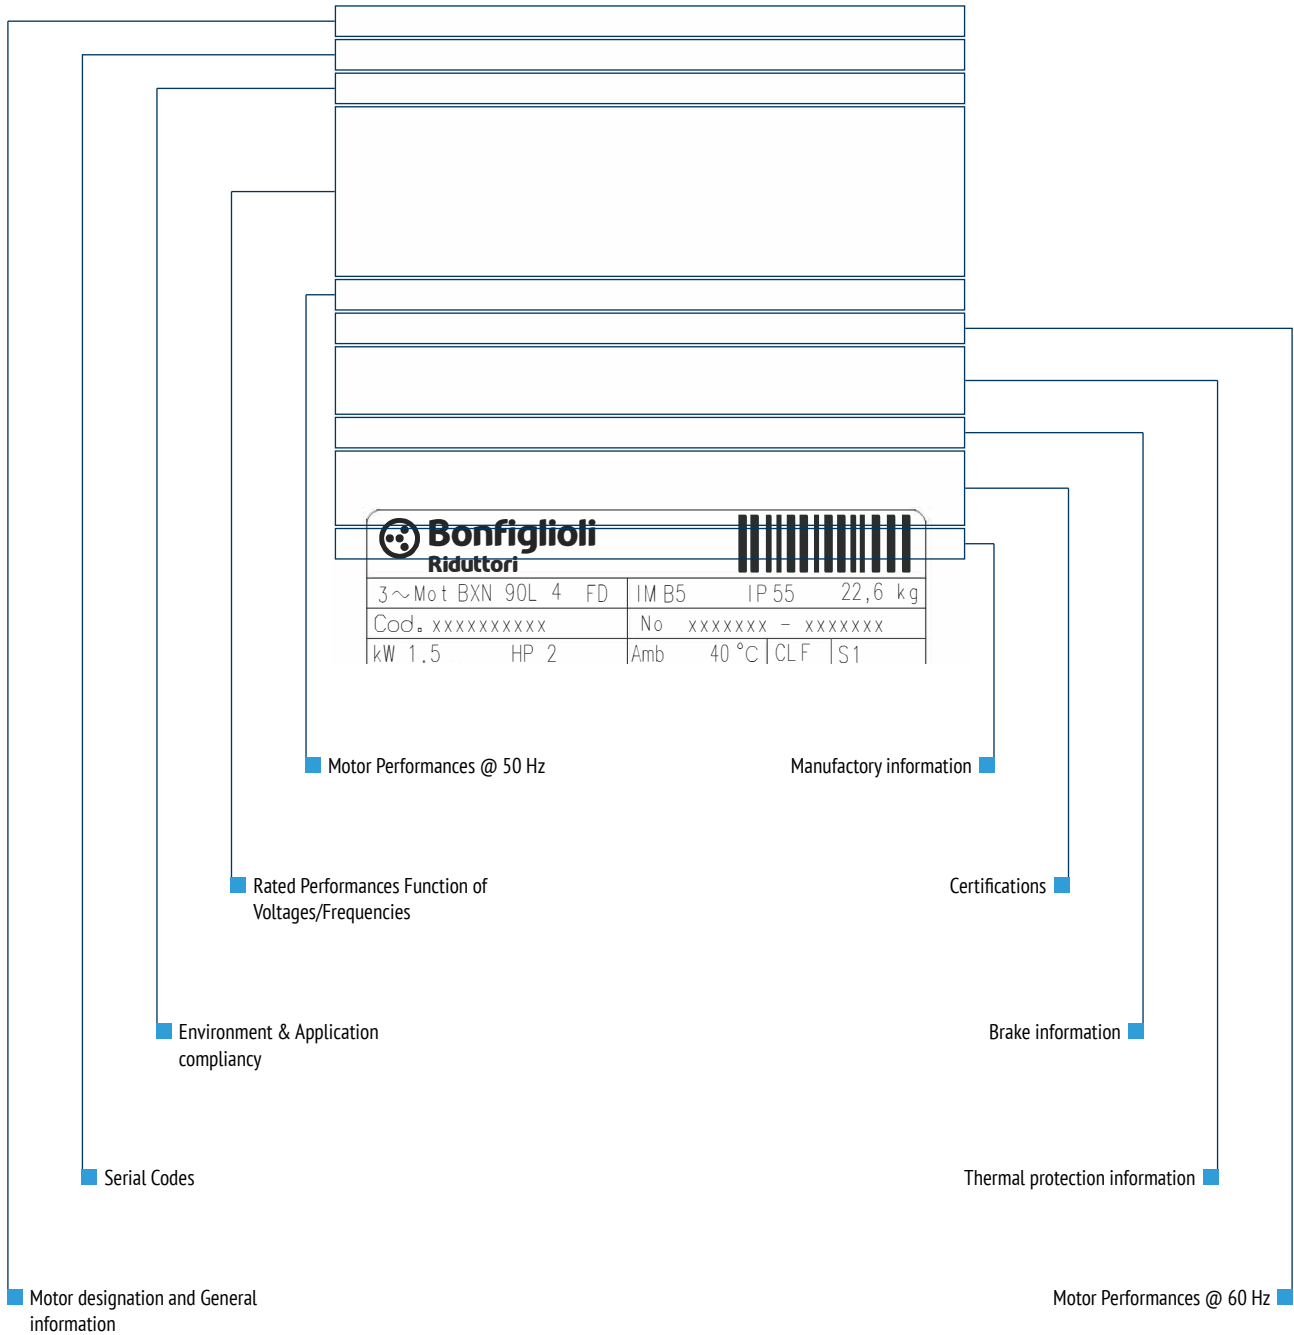 Bonfiglioli
Riduttori
3~Mot BXN 90L 4 FD IM B5 IP 55 22,6 kg
Cod. xxxxxxxxxx No xxxxxxx - xxxxxxx
kW 1.5 HP 2 Amb 40 °C CL F S1
Motor Performances @ 50 Hz
Manufactory information
Rated Performances Function of
Voltages/Frequencies
Certifications
Environment & Application
compliancy
Brake information
Serial Codes
Thermal protection information
Motor designation and General
information
Motor Performances @ 60 Hz